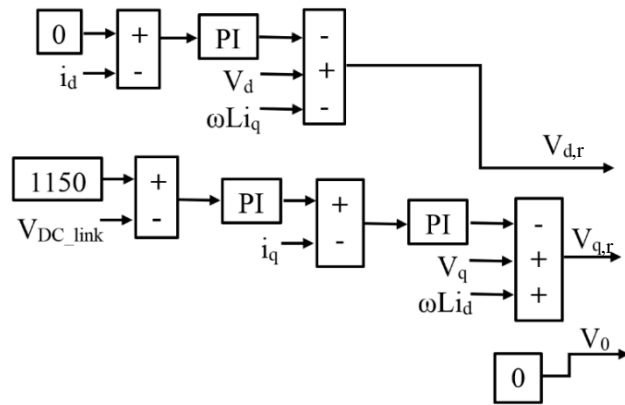 0 + PI -
i_d - V_d +
ωLi_q -
V_d,r
1150 + PI + PI -
V_DC_link - i_q - V_q + V_q,r
ωLi_d +
V_0
0